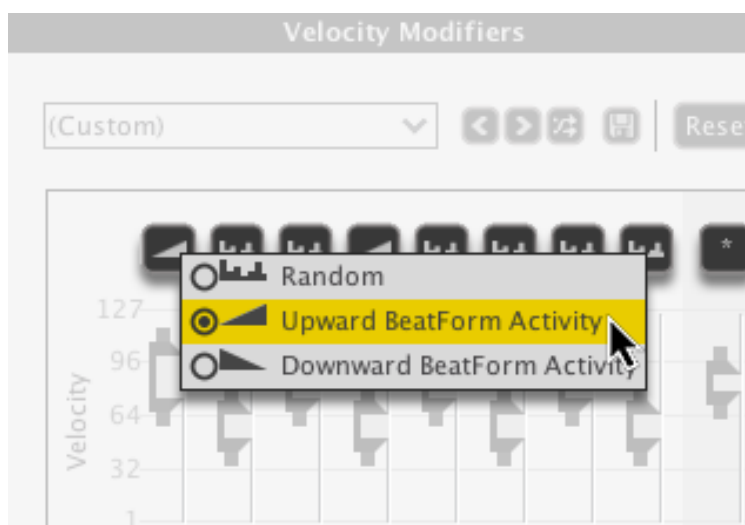 Velocity Modifiers
(Custom)
Rese
*
Random
Upward BeatForm Activity
Downward BeatForm Activity
127
96
64
32
1
Velocity